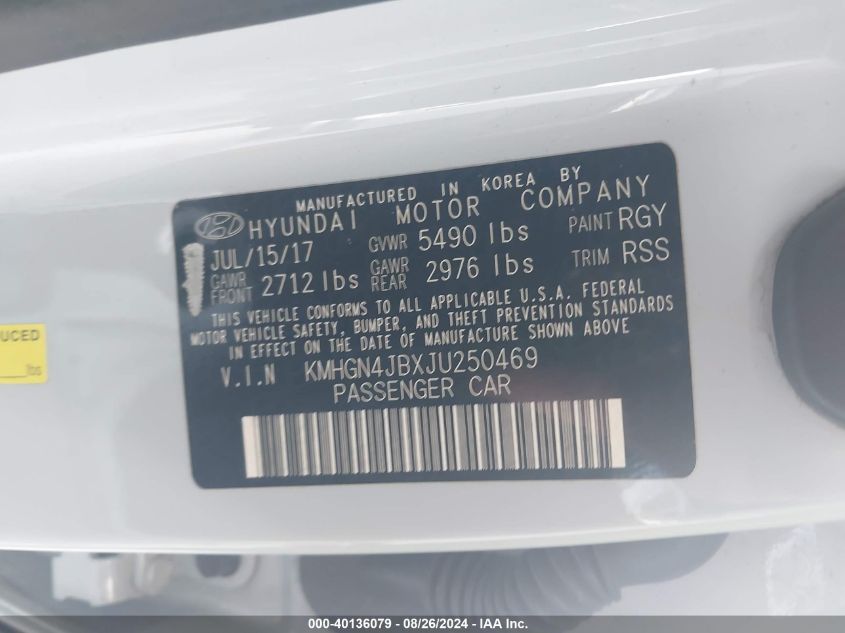 MANUFACTURED IN KOREA BY
HYUNDAI MOTOR COMPANY
JUL/15/17 GVWR 5490 lbs PAINT RGY
GAWR FRONT 2712 lbs GAWR REAR 2976 lbs TRIM RSS
THIS VEHICLE CONFORMS TO ALL APPLICABLE U.S.A. FEDERAL
MOTOR VEHICLE SAFETY, BUMPER, AND THEFT PREVENTION STANDARDS
IN EFFECT ON THE DATE OF MANUFACTURE SHOWN ABOVE
V.I.N KMHGN4JBXJU250469
PASSENGER CAR
UCED
lbs
000-40136079 - 08/26/2024 - IAA, Inc.